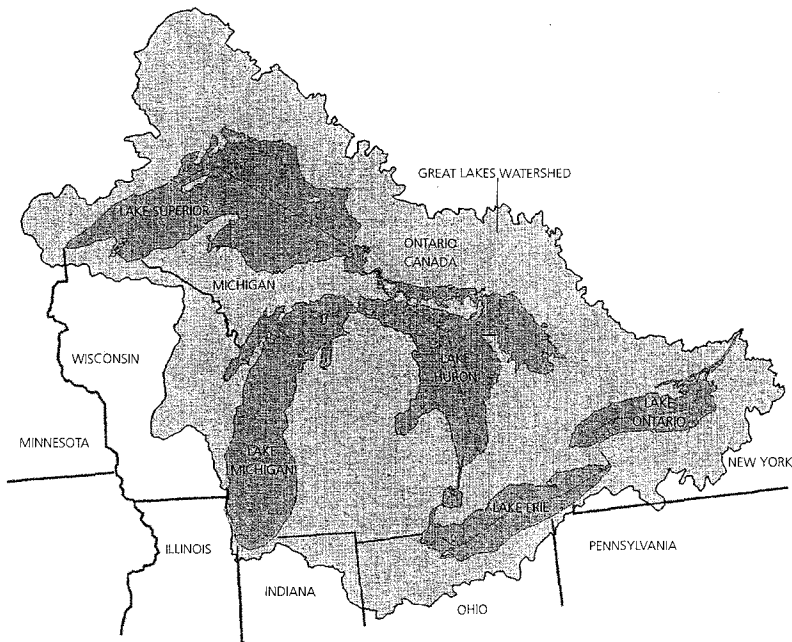 GREAT LAKES WATERSHED
LAKE SUPERIOR
ONTARIO
CANADA
MICHIGAN
WISCONSIN
LAKE
HURON
LAKE
ONTARIO
MINNESOTA
LAKE
MICHIGAN
NEW YORK
LAKE ERIE
ILLINOIS
PENNSYLVANIA
INDIANA
OHIO